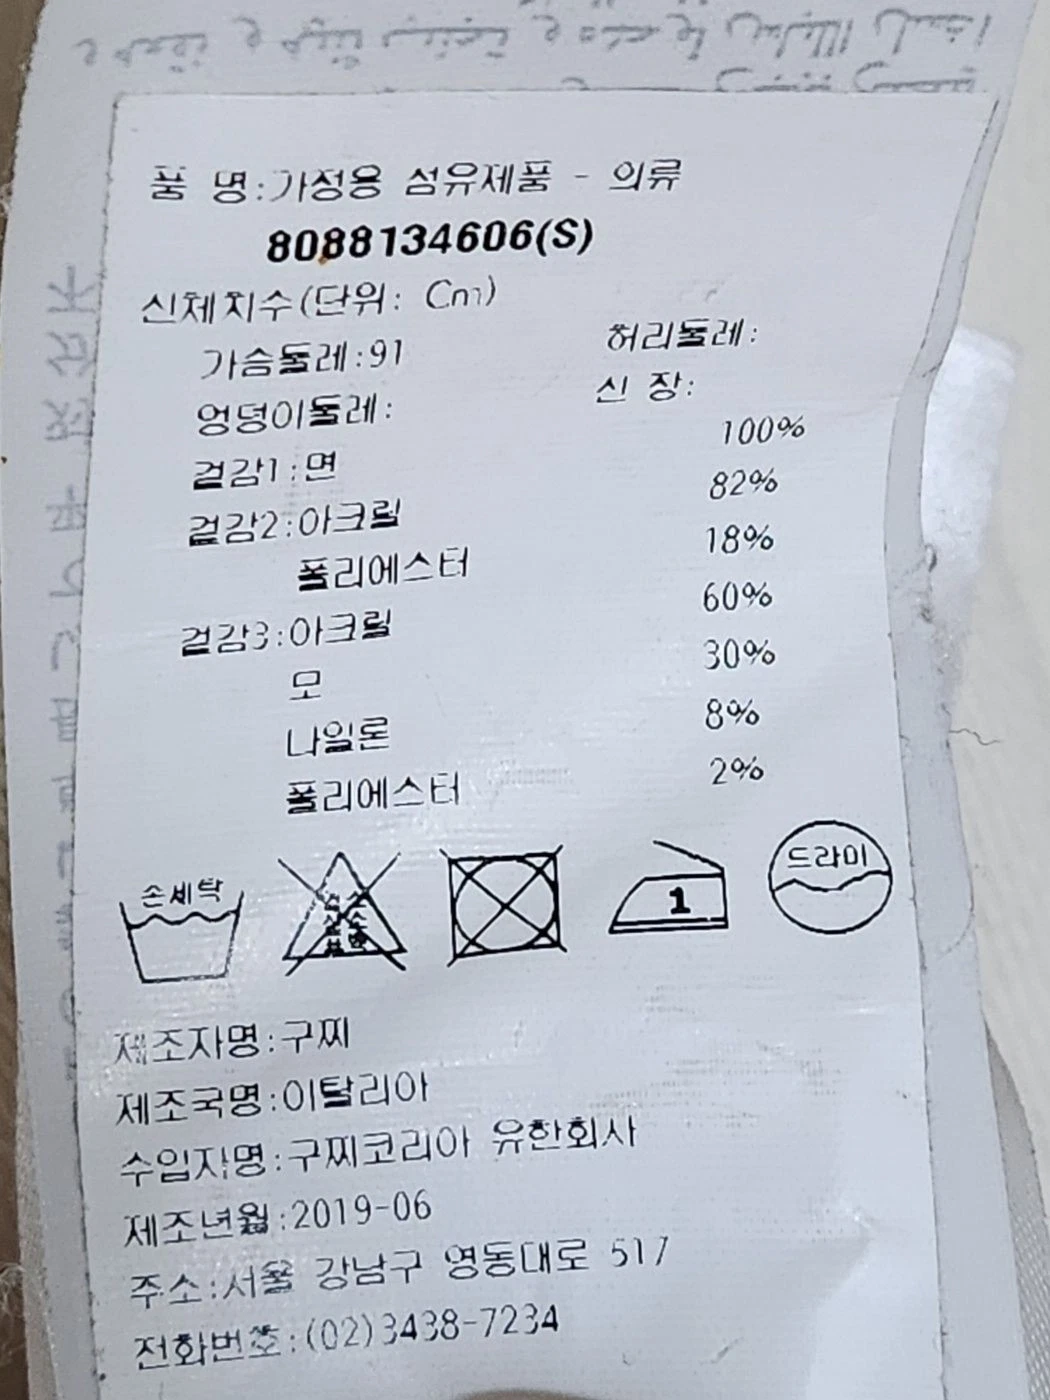 품 명:가정용 섬유제품 - 의류
8088134606(S)
신체치수(단위: Cm)
가슴둘레:91 허리둘레:
엉덩이둘레: 신 장:
겉감1:면 100%
겉감2:아크릴 82%
폴리에스터 18%
겉감3:아크릴 60%
모 30%
나일론 8%
폴리에스터 2%
손세탁
드라이
1
제조자명:구찌
제조국명:이탈리아
수입자명:구찌코리아 유한회사
제조년월:2019-06
주소:서울 강남구 영동대로 517
전화번호:(02)3438-7234